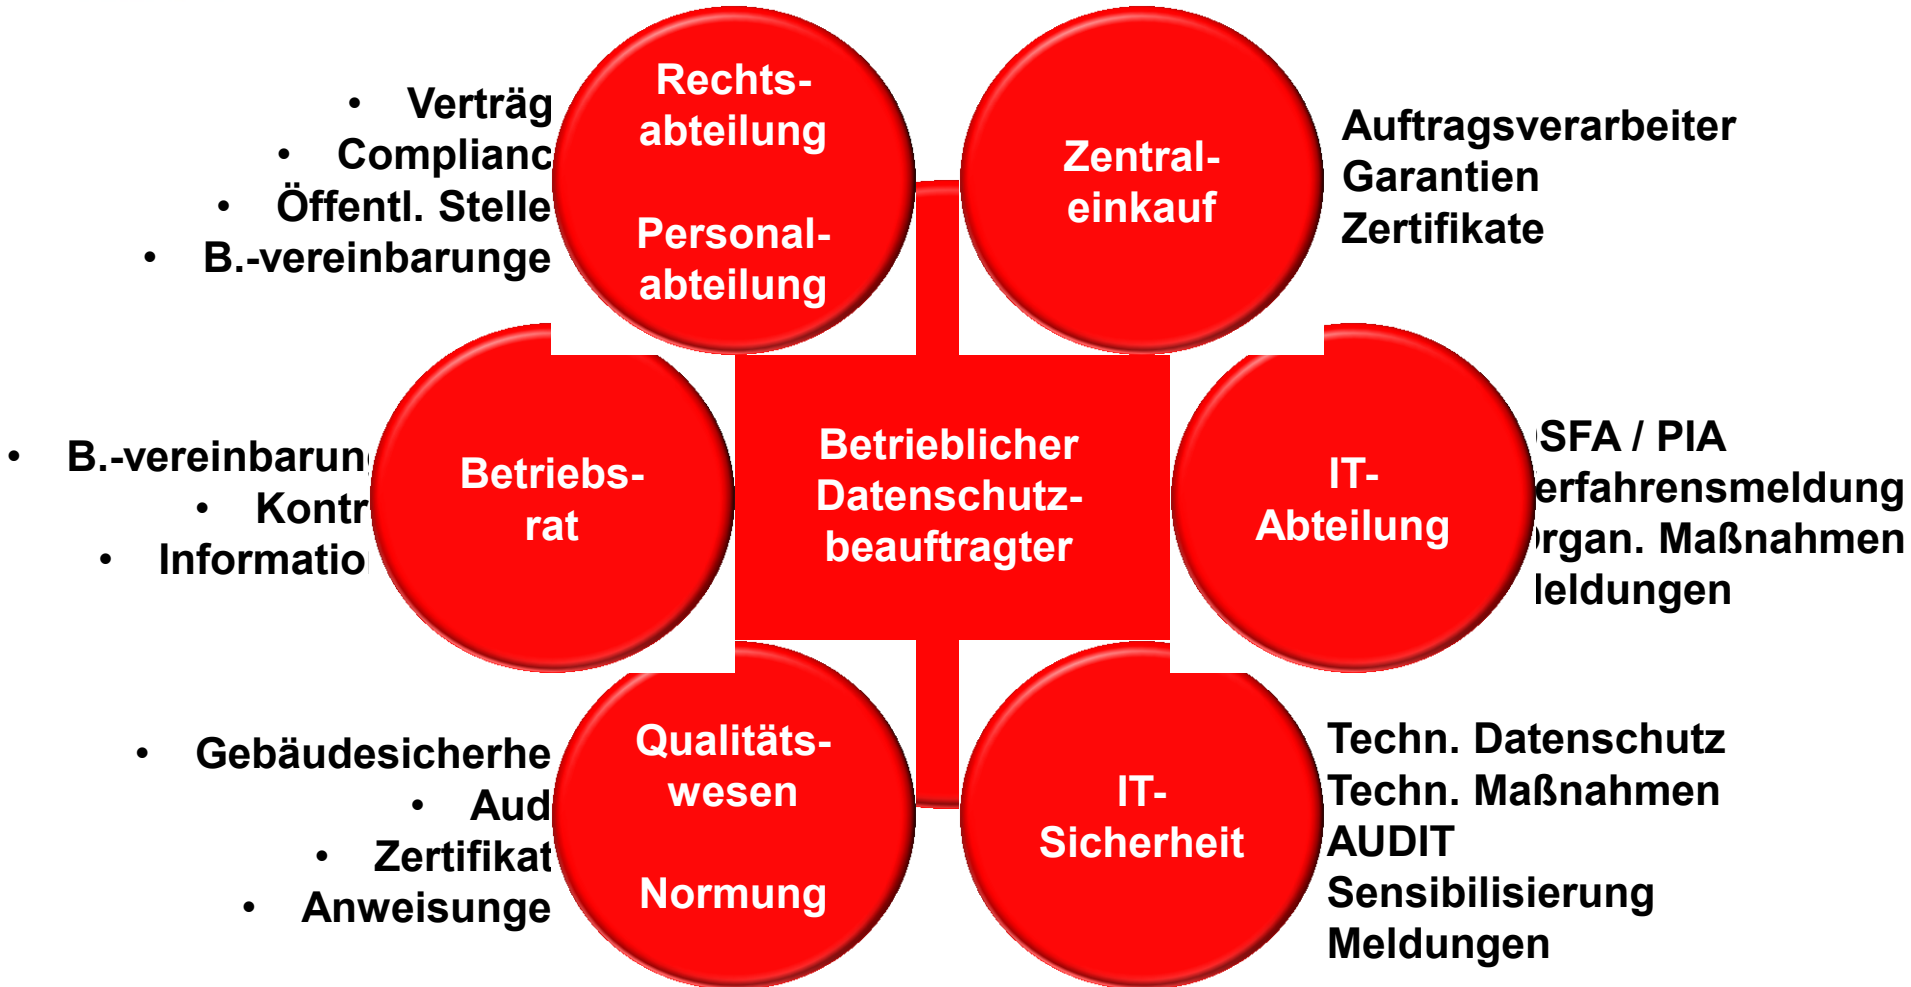 • Verträg
• Complianc
• Öffentl. Stelle
• B.-vereinbarunge
Rechts-
abteilung
Personal-
abteilung
Zentral-
einkauf
Auftragsverarbeiter
Garantien
Zertifikate
• B.-vereinbarun
• Kontr
• Informatio
Betriebs-
rat
Betrieblicher
Datenschutz-
beauftragter
IT-
Abteilung
SFA / PIA
erfahrensmeldung
rgan. Maßnahmen
eldungen
• Gebäudesicherhe
• Aud
• Zertifikat
• Anweisunge
Qualitäts-
wesen
Normung
IT-
Sicherheit
Techn. Datenschutz
Techn. Maßnahmen
AUDIT
Sensibilisierung
Meldungen